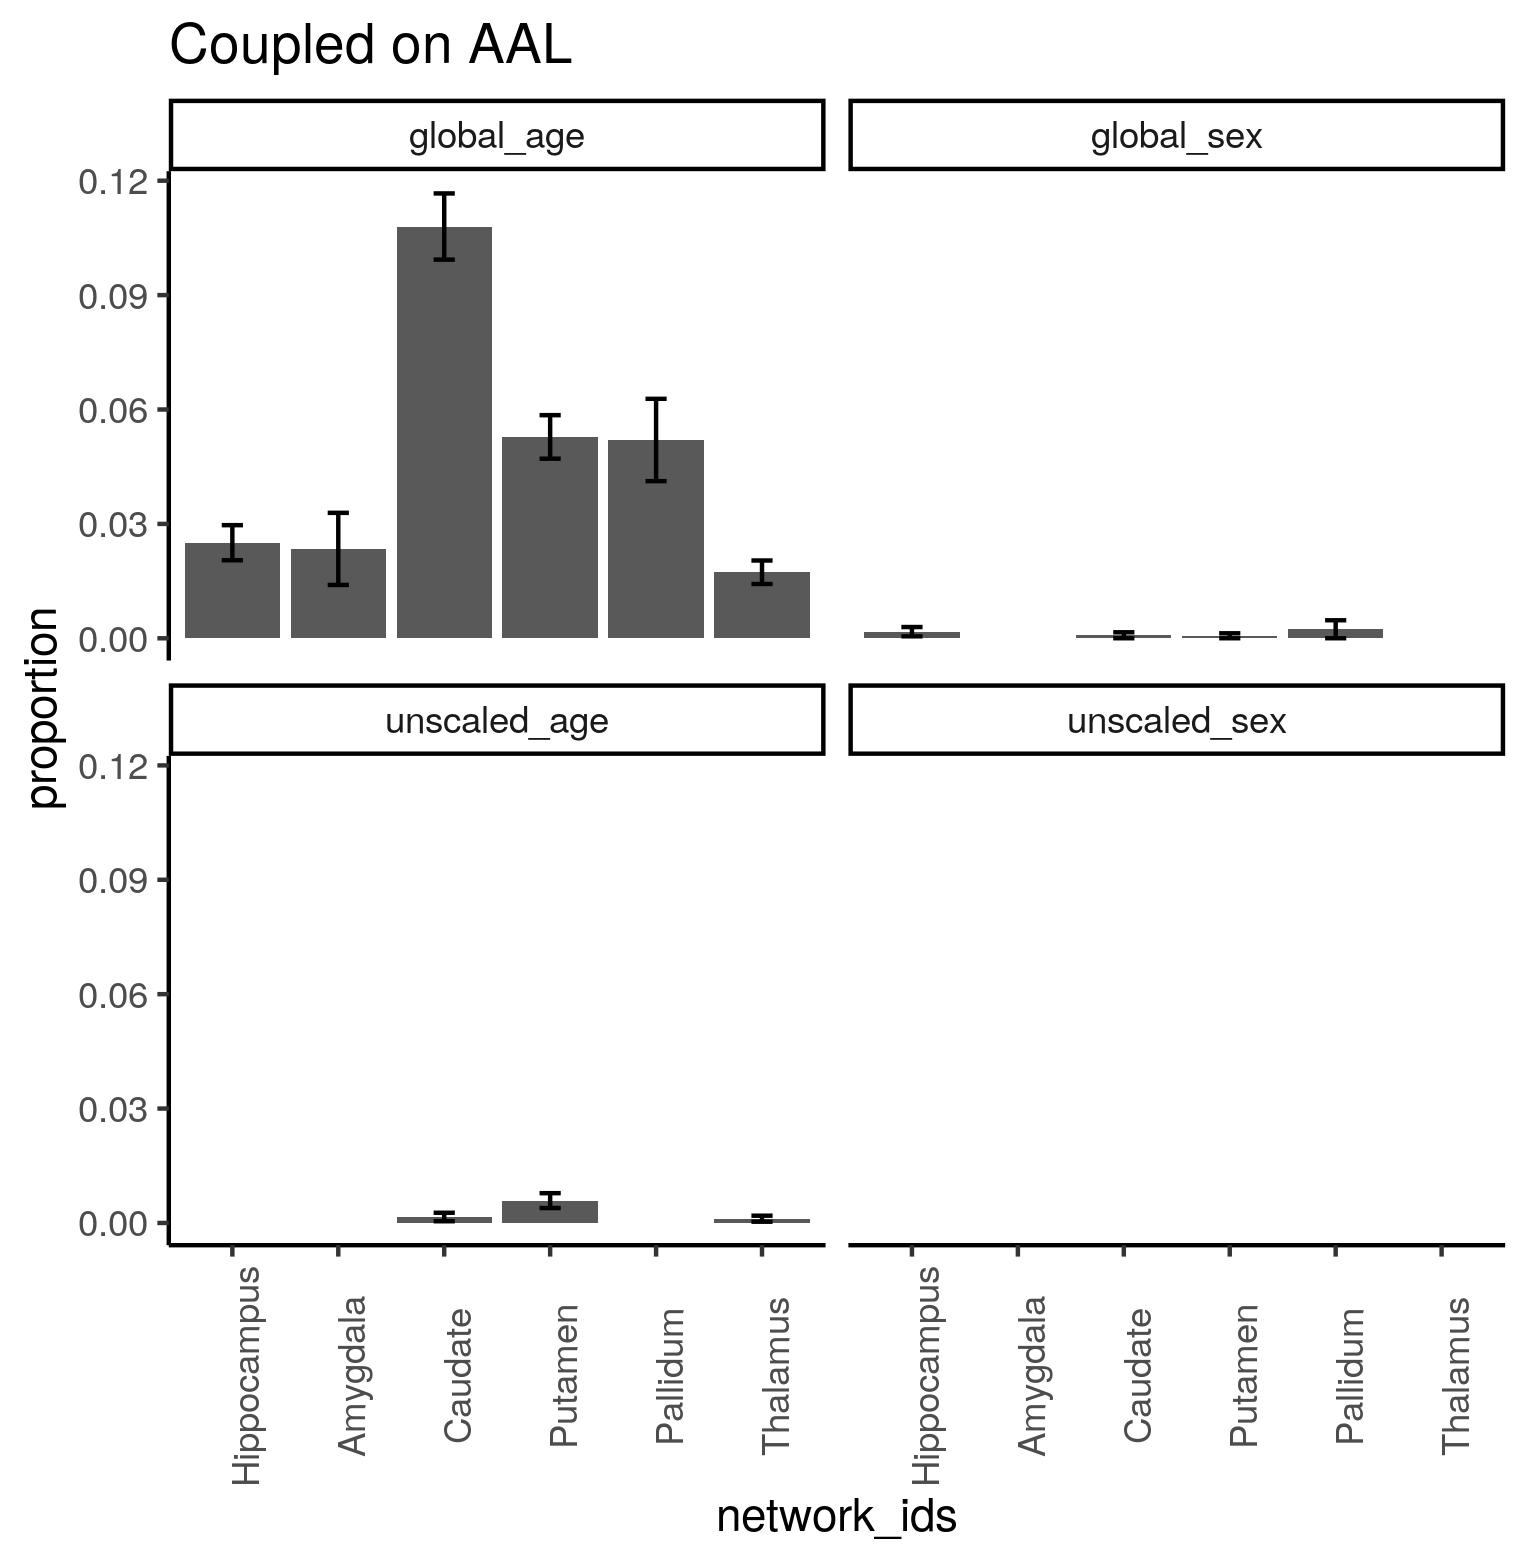 Coupled on AAL
global_age
global_sex
0.12
0.09
0.06
0.03
0.00
proportion
unscaled_age
unscaled_sex
0.12
0.09
0.06
0.03
0.00
Hippocampus
Amygdala
Caudate
Putamen
Pallidum
Thalamus
Hippocampus
Amygdala
Caudate
Putamen
Pallidum
Thalamus
network_ids